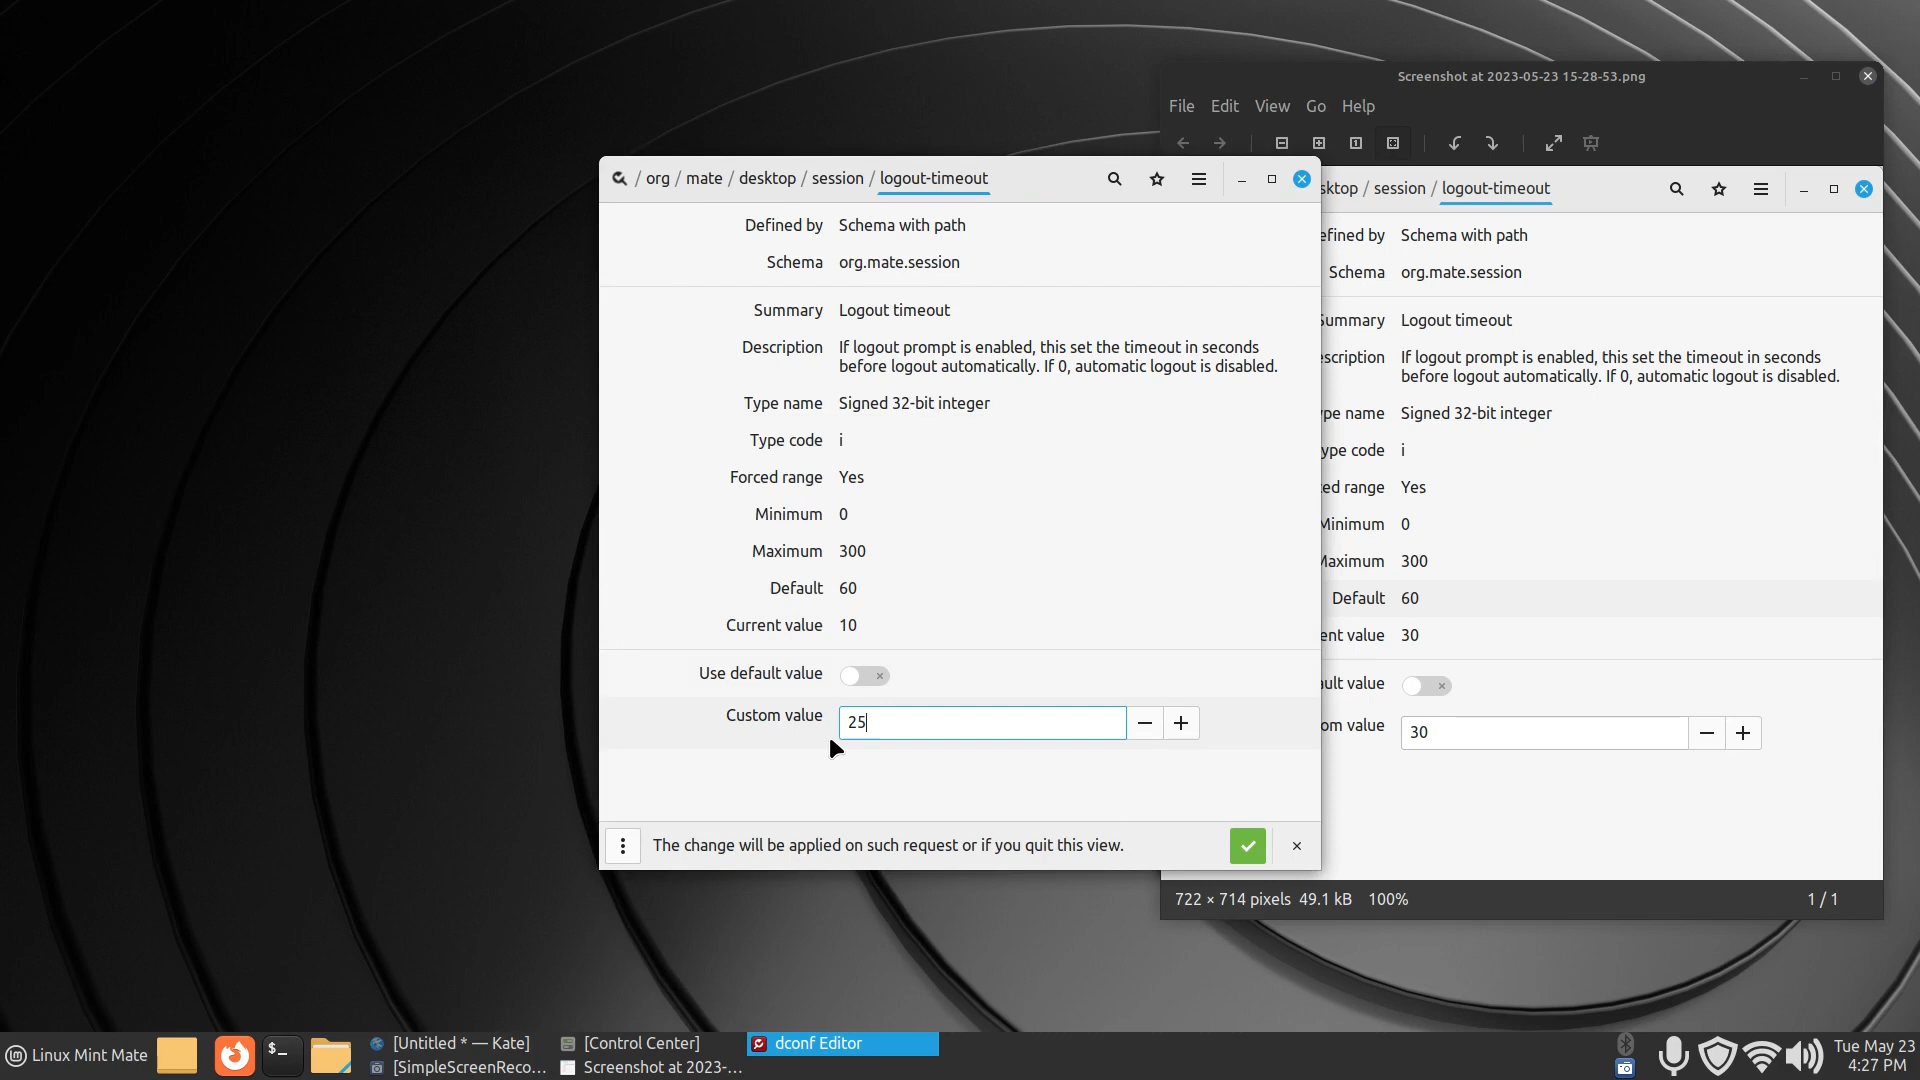 Screenshot at 2023-05-23 15-28-53.png
File Edit View Go Help
/ org / mate / desktop / session / logout-timeout
Defined by Schema with path
Schema org.mate.session
Summary Logout timeout
Description If logout prompt is enabled, this set the timeout in seconds
before logout automatically. If 0, automatic logout is disabled.
Type name Signed 32-bit integer
Type code i
Forced range Yes
Minimum 0
Maximum 300
Default 60
Current value 10
Use default value
Custom value 25
The change will be applied on such request or if you quit this view.
sktop / session / logout-timeout
efined by Schema with path
Schema org.mate.session
Summary Logout timeout
escription If logout prompt is enabled, this set the timeout in seconds
before logout automatically. If 0, automatic logout is disabled.
ype name Signed 32-bit integer
ype code i
ced range Yes
Minimum 0
Maximum 300
Default 60
ent value 30
ault value
om value 30
722 × 714 pixels 49.1 kB 100% 1 / 1
Linux Mint Mate
[Untitled * — Kate]
[SimpleScreenReco...
[Control Center]
Screenshot at 2023-...
dconf Editor
Tue May 23
4:27 PM